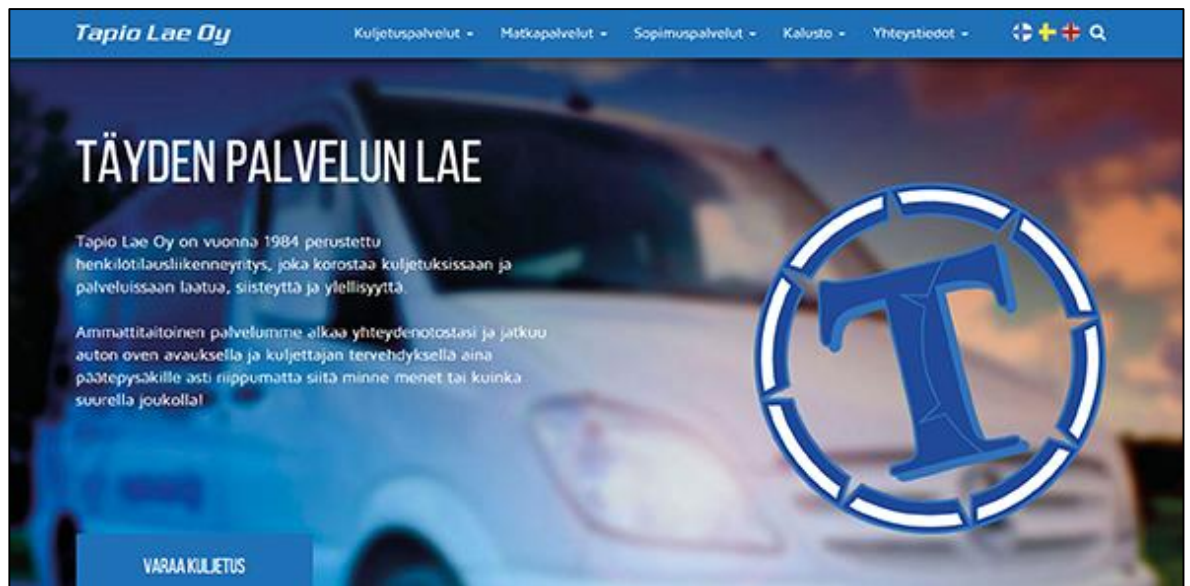 Tapio Lae Oy
Kuljetuspalvelut
Matkapalvelut
Sopimuspalvelut
Kalusto
Yhteystiedot
TÄYDEN PALVELUN LAE
Tapio Lae Oy on vuonna 1984 perustettu
henkilötilausliikenneyritys, joka korostaa kuljetuksissaan ja
palveluissaan laatua, siisteyttä ja ylellisyyttä.
Ammattitaitoinen palvelumme alkaa yhteydenotostasi ja jatkuu
auton oven avauksella ja kuljettajan tervehdyksellä aina
päätepysäkille asti riippumatta siitä minne menet tai kuinka
suurella joukolla!
T
VARAA KULJETUS